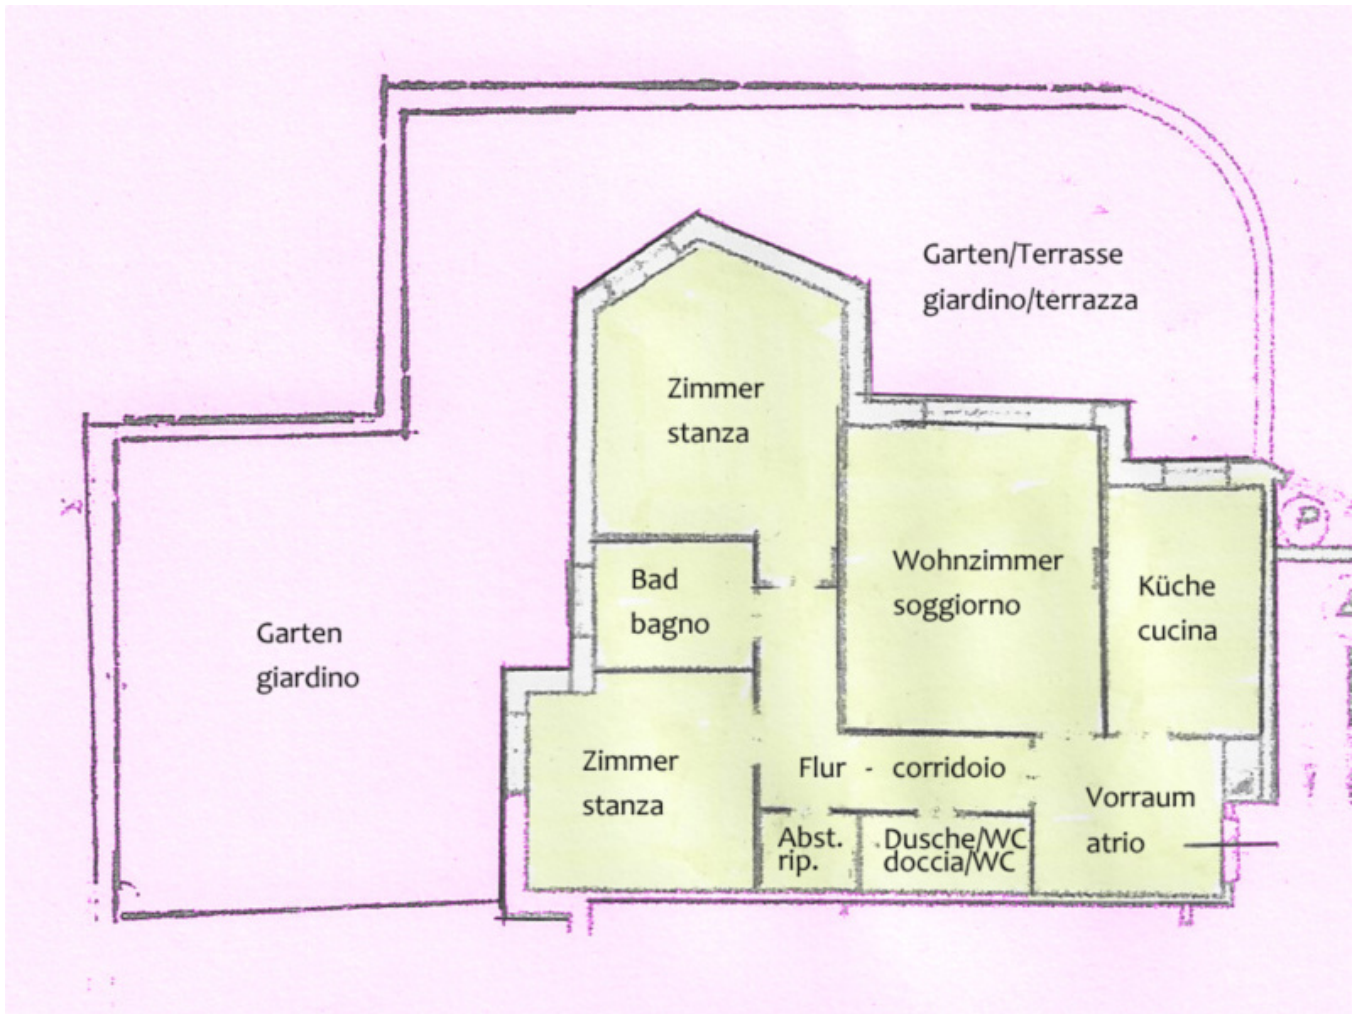 Garten/Terrasse
giardino/terrazza
Zimmer
stanza
Wohnzimmer
soggiorno
Küche
cucina
Bad
bagno
Garten
giardino
Zimmer
stanza
Flur - corridoio
Vorraum
atrio
Abst.
rip.
Dusche/WC
doccia/WC